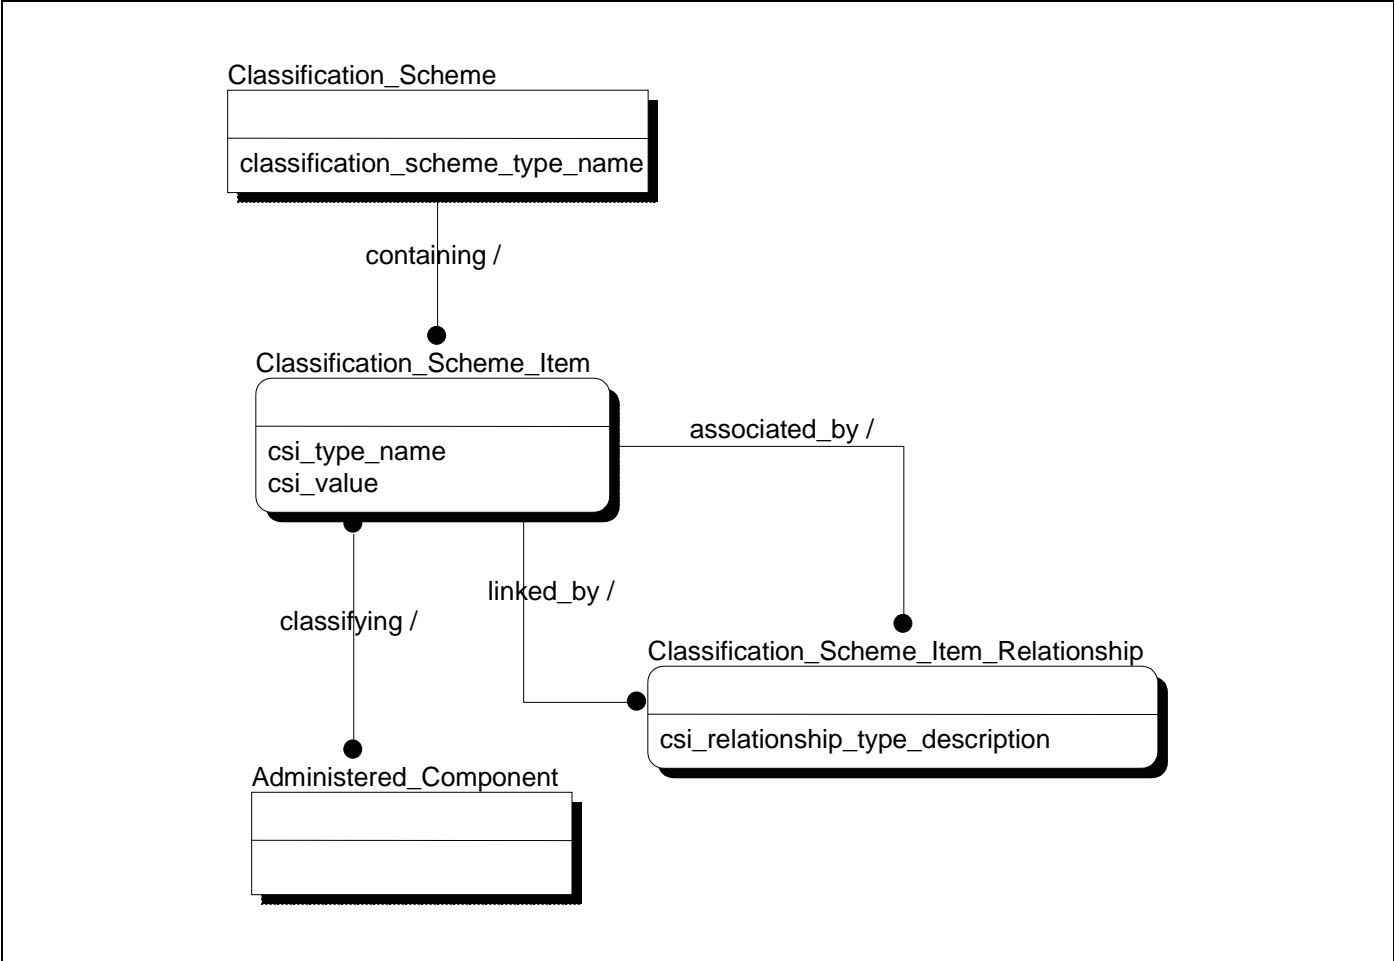 Classification_Scheme
classification_scheme_type_name
containing /
Classification_Scheme_Item
csi_type_name
csi_value
associated_by /
linked_by /
classifying /
Classification_Scheme_Item_Relationship
csi_relationship_type_description
Administered_Component